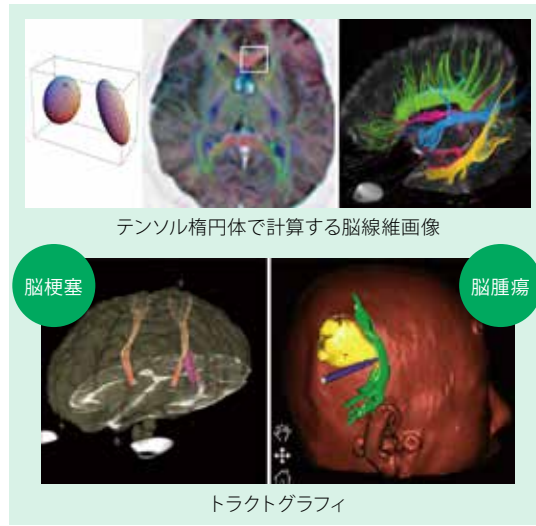 テンソル楕円体で計算する脳線維画像
脳梗塞
脳腫瘍
トラクトグラフィ